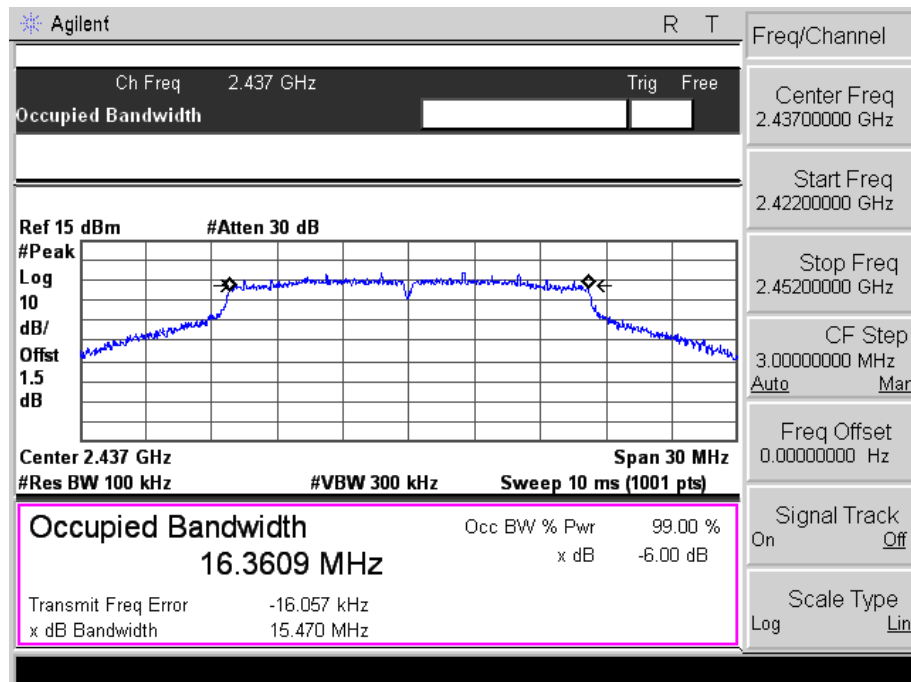 Agilent R T
Ch Freq 2.437 GHz Trig Free
Occupied Bandwidth
Ref 15 dBm #Atten 30 dB
#Peak
Log
10
dB/
Offst
1.5
dB
Center 2.437 GHz Span 30 MHz
#Res BW 100 kHz #VBW 300 kHz Sweep 10 ms (1001 pts)
Occupied Bandwidth Occ BW % Pwr 99.00 %
16.3609 MHz x dB -6.00 dB
Transmit Freq Error -16.057 kHz
x dB Bandwidth 15.470 MHz
Freq/Channel
Center Freq
2.43700000 GHz
Start Freq
2.42200000 GHz
Stop Freq
2.45200000 GHz
CF Step
3.00000000 MHz
Auto Man
Freq Offset
0.00000000 Hz
Signal Track
On Off
Scale Type
Log Lin